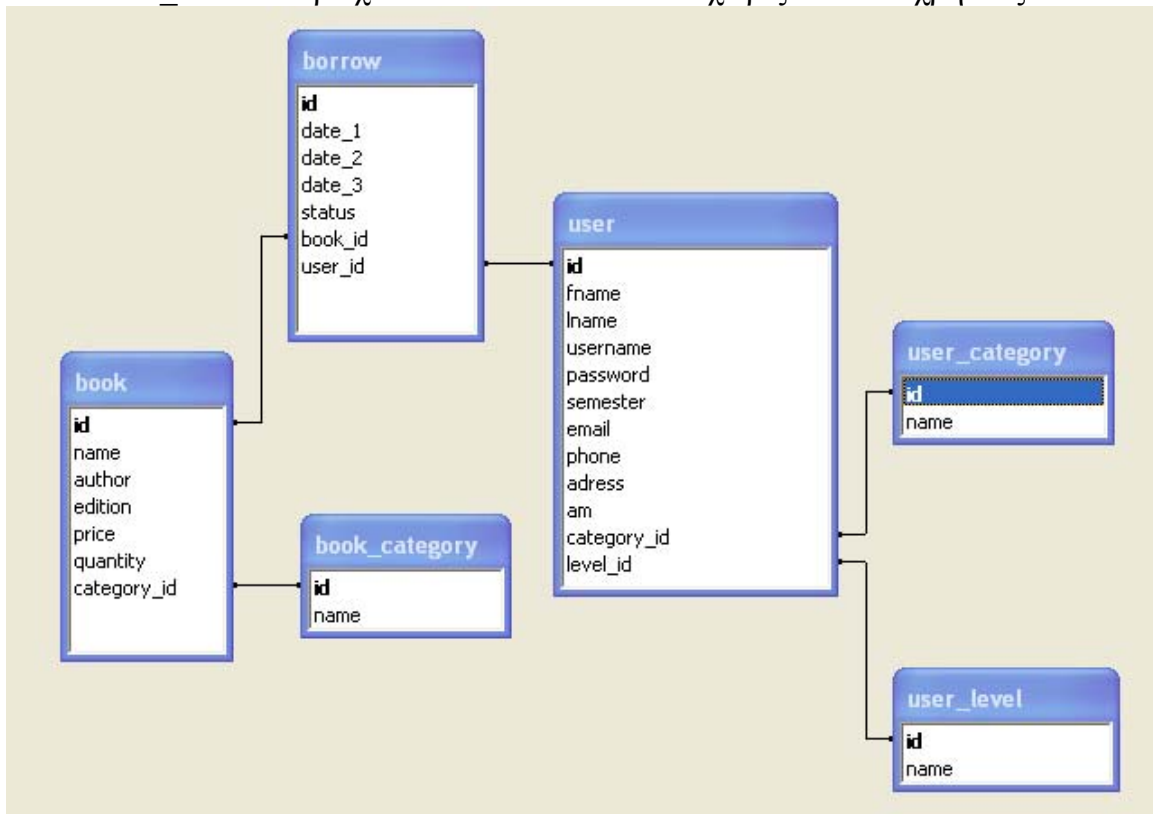 borrow
id
date_1
date_2
date_3
status
book_id
user_id
user
id
fname
lname
username
password
semester
email
phone
adress
am
category_id
level_id
user_category
id
name
book
id
name
author
edition
price
quantity
category_id
book_category
id
name
user_level
id
name